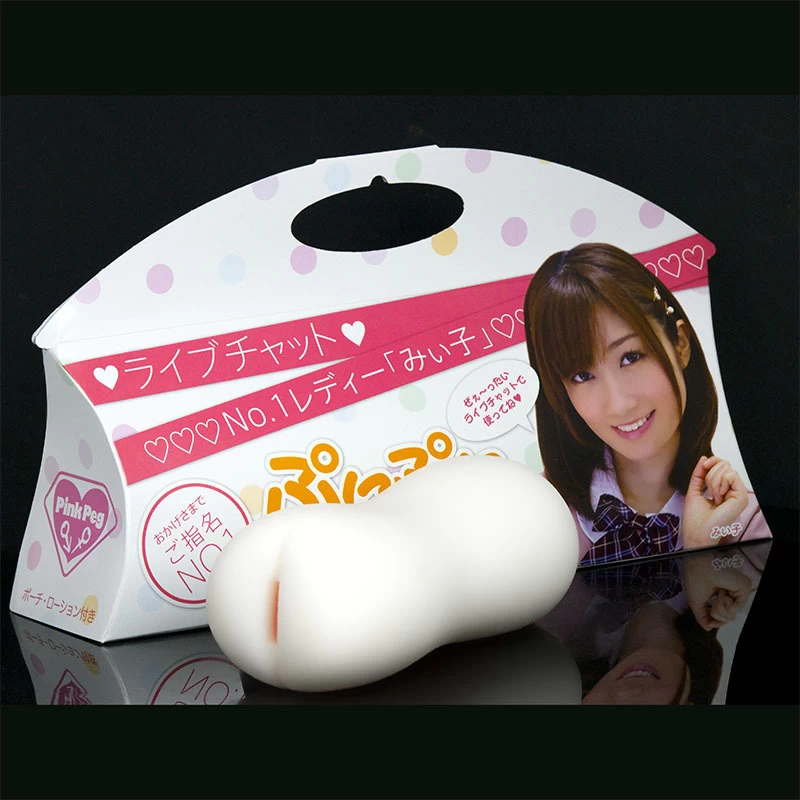 ♥ライブチャット♥
♡♡♡No.1レディー「みぃ子」♡♡
♡♡♡
ぜぇ〜ったい
ライブチャットで
使ってね♥
おかげさまで
ご指名
NO.1
Pink Peg
ポーチ・ローション付き
みぃ子